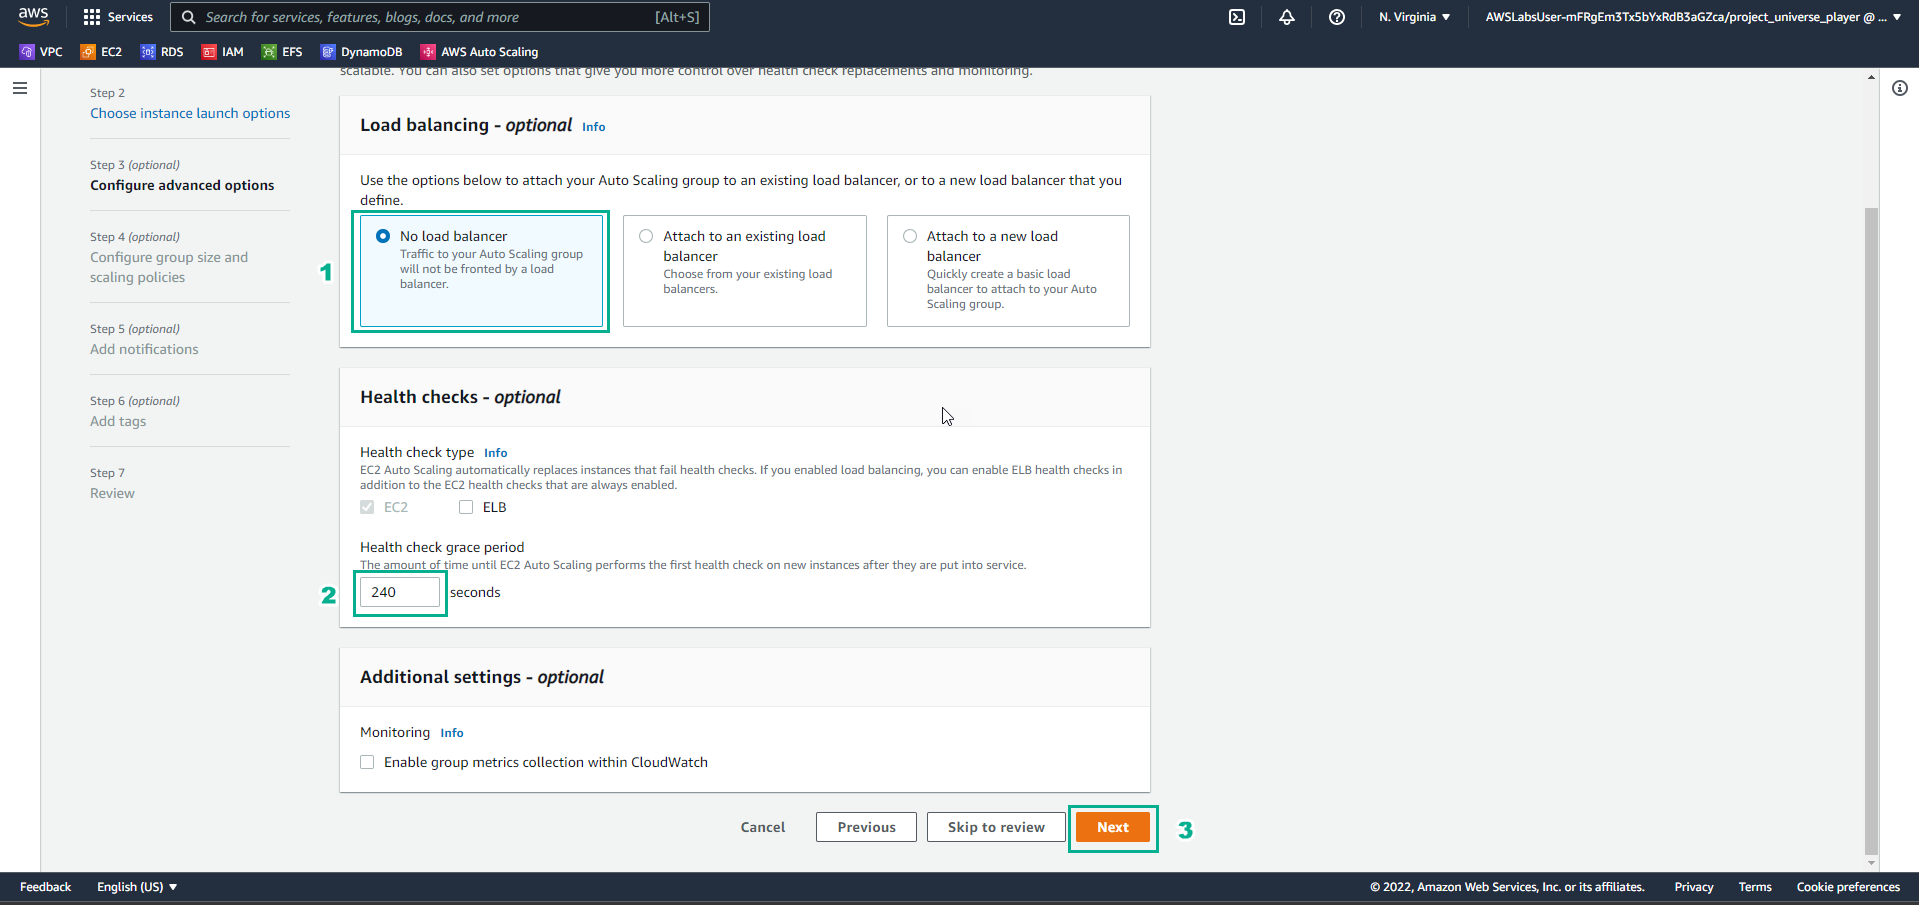 aws
Services
Search for services, features, blogs, docs, and more
[Alt+S]
N. Virginia ▼
AWSLabsUser-mFRgEm3Tx5bYxRdB3aGZca/project_universe_player @ ... ▼
VPC
EC2
RDS
IAM
EFS
DynamoDB
AWS Auto Scaling
scalable. You can also set options that give you more control over health check replacements and monitoring.
Step 2
Choose instance launch options
Step 3 (optional)
Configure advanced options
Step 4 (optional)
Configure group size and
scaling policies
Step 5 (optional)
Add notifications
Step 6 (optional)
Add tags
Step 7
Review
Load balancing - optional Info
Use the options below to attach your Auto Scaling group to an existing load balancer, or to a new load balancer that you
define.
1
No load balancer
Traffic to your Auto Scaling group
will not be fronted by a load
balancer.
Attach to an existing load
balancer
Choose from your existing load
balancers.
Attach to a new load
balancer
Quickly create a basic load
balancer to attach to your Auto
Scaling group.
Health checks - optional
Health check type Info
EC2 Auto Scaling automatically replaces instances that fail health checks. If you enabled load balancing, you can enable ELB health checks in
addition to the EC2 health checks that are always enabled.
EC2
ELB
Health check grace period
The amount of time until EC2 Auto Scaling performs the first health check on new instances after they are put into service.
2
240 seconds
Additional settings - optional
Monitoring Info
Enable group metrics collection within CloudWatch
Cancel
Previous
Skip to review
Next
3
Feedback
English (US) ▼
© 2022, Amazon Web Services, Inc. or its affiliates.
Privacy
Terms
Cookie preferences